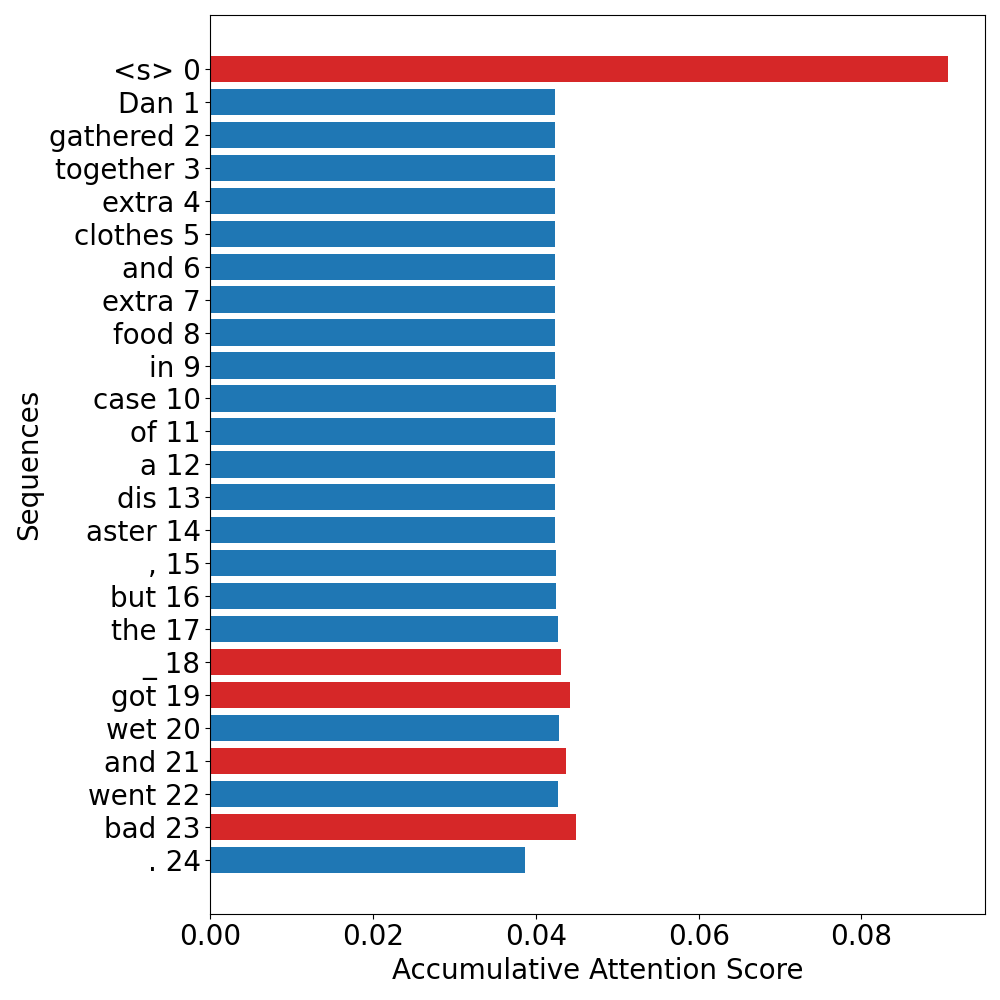 <s> 0
Dan 1
gathered 2
together 3
extra 4
clothes 5
and 6
extra 7
food 8
in 9
case 10
of 11
a 12
dis 13
aster 14
, 15
but 16
the 17
_ 18
got 19
wet 20
and 21
went 22
bad 23
. 24
Sequences
0.00 0.02 0.04 0.06 0.08
Accumulative Attention Score